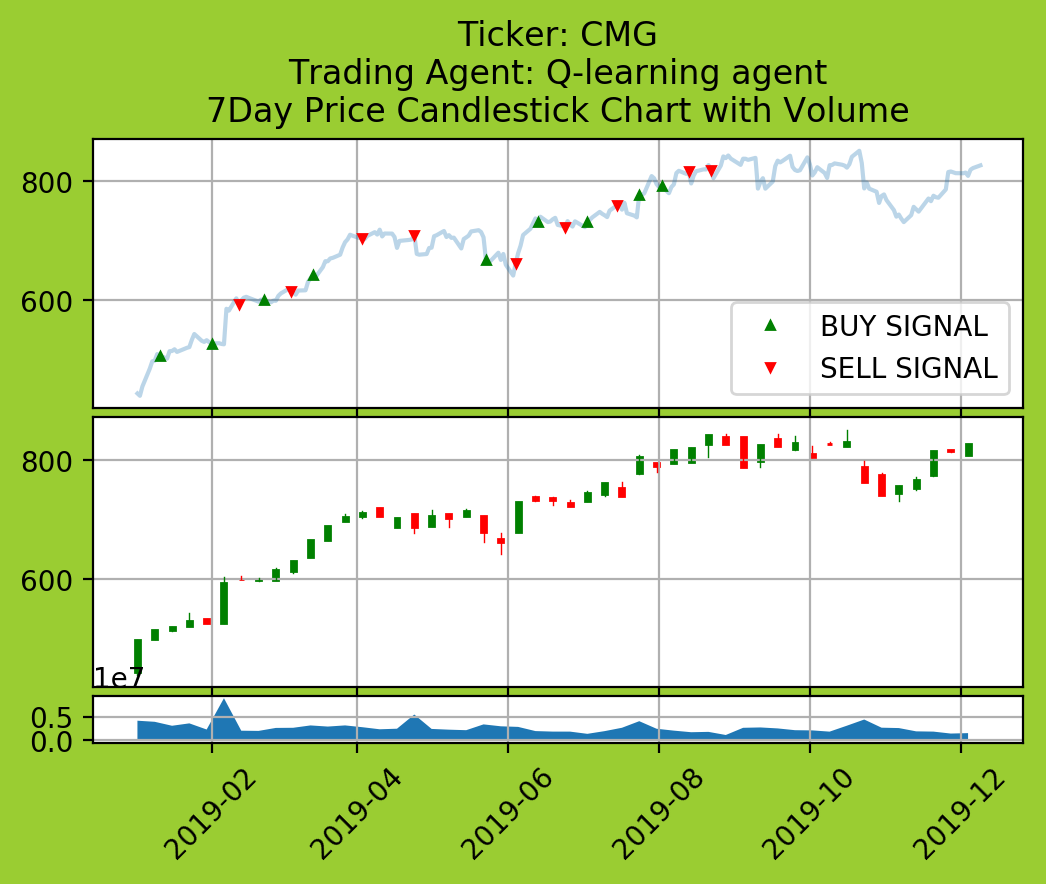 Ticker: CMG
Trading Agent: Q-learning agent
7Day Price Candlestick Chart with Volume
800
600
BUY SIGNAL
SELL SIGNAL
800
600
1e7
0.5
0.0
2019-02
2019-04
2019-06
2019-08
2019-10
2019-12